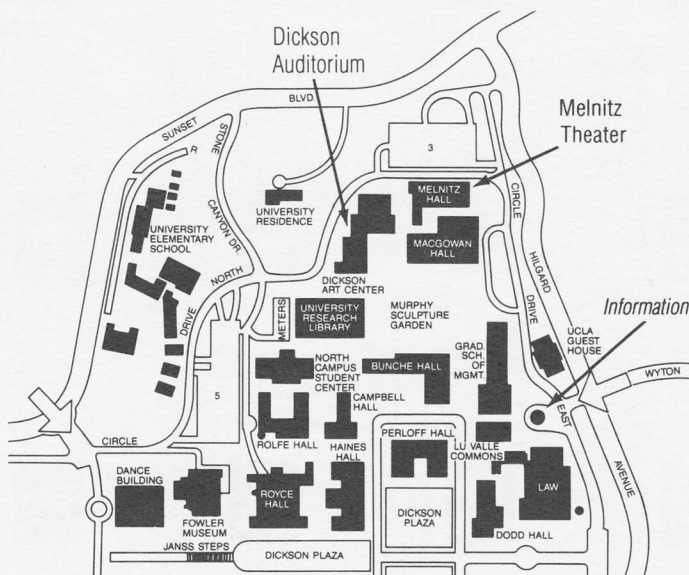 Dickson
Auditorium
Melnitz
Theater
SUNSET
BLVD.
STONE
CANYON DR.
R
3
MELNITZ
HALL
MACGOWAN
HALL
CIRCLE
DRIVE
HILGARD
AVENUE
UNIVERSITY
RESIDENCE
UNIVERSITY
ELEMENTARY
SCHOOL
NORTH
DRIVE
DICKSON
ART CENTER
METERS
UNIVERSITY
RESEARCH
LIBRARY
MURPHY
SCULPTURE
GARDEN
Information
UCLA
GUEST
HOUSE
WYTON
EAST
GRAD.
SCH.
OF
MGMT.
BUNCHE HALL
NORTH
CAMPUS
STUDENT
CENTER
5
CAMPBELL
HALL
CIRCLE
ROLFE HALL
HAINES
HALL
PERLOFF HALL
LU VALLE
COMMONS
DANCE
BUILDING
FOWLER
MUSEUM
ROYCE
HALL
DICKSON
PLAZA
LAW
DODD HALL
JANSS STEPS
DICKSON PLAZA